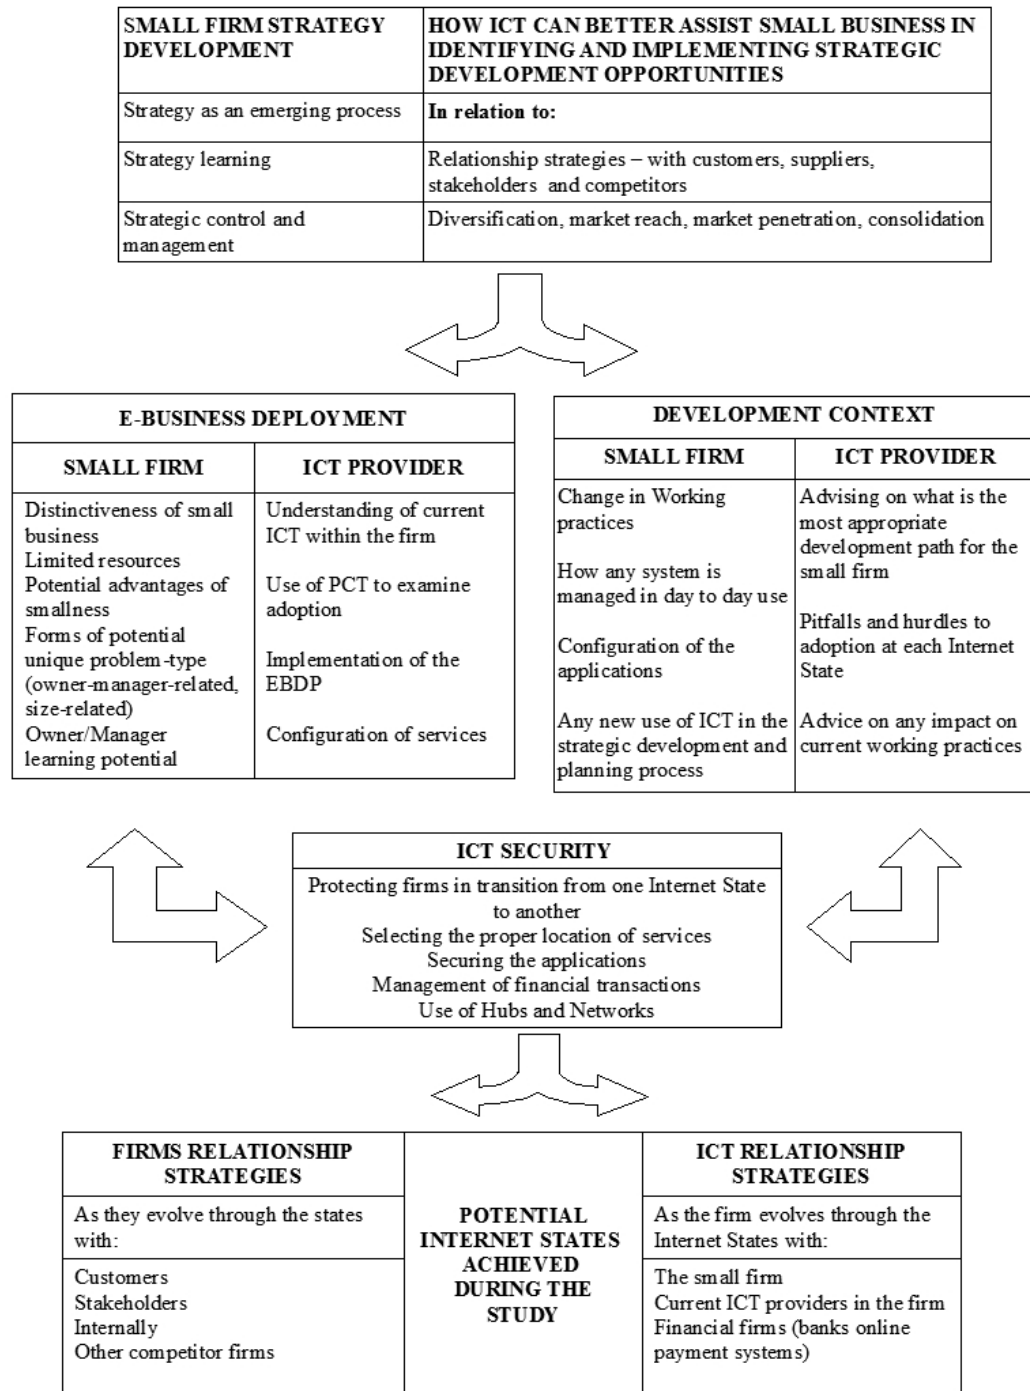 SMALL FIRM STRATEGY
DEVELOPMENT
HOW ICT CAN BETTER ASSIST SMALL BUSINESS IN
IDENTIFYING AND IMPLEMENTING STRATEGIC
DEVELOPMENT OPPORTUNITIES
Strategy as an emerging process
In relation to:
Strategy learning
Relationship strategies – with customers, suppliers,
stakeholders and competitors
Strategic control and
management
Diversification, market reach, market penetration, consolidation
E-BUSINESS DEPLOYMENT
SMALL FIRM
ICT PROVIDER
Distinctiveness of small
business
Limited resources
Potential advantages of
smallness
Forms of potential
unique problem-type
(owner-manager-related,
size-related)
Owner/Manager
learning potential
Understanding of current
ICT within the firm
Use of PCT to examine
adoption
Implementation of the
EBDP
Configuration of services
DEVELOPMENT CONTEXT
SMALL FIRM
ICT PROVIDER
Change in Working
practices
How any system is
managed in day to day use
Configuration of the
applications
Any new use of ICT in the
strategic development and
planning process
Advising on what is the
most appropriate
development path for the
small firm
Pitfalls and hurdles to
adoption at each Internet
State
Advice on any impact on
current working practices
ICT SECURITY
Protecting firms in transition from one Internet State
to another
Selecting the proper location of services
Securing the applications
Management of financial transactions
Use of Hubs and Networks
FIRMS RELATIONSHIP
STRATEGIES
As they evolve through the states
with:
Customers
Stakeholders
Internally
Other competitor firms
POTENTIAL
INTERNET STATES
ACHIEVED
DURING THE
STUDY
ICT RELATIONSHIP
STRATEGIES
As the firm evolves through the
Internet States with:
The small firm
Current ICT providers in the firm
Financial firms (banks online
payment systems)